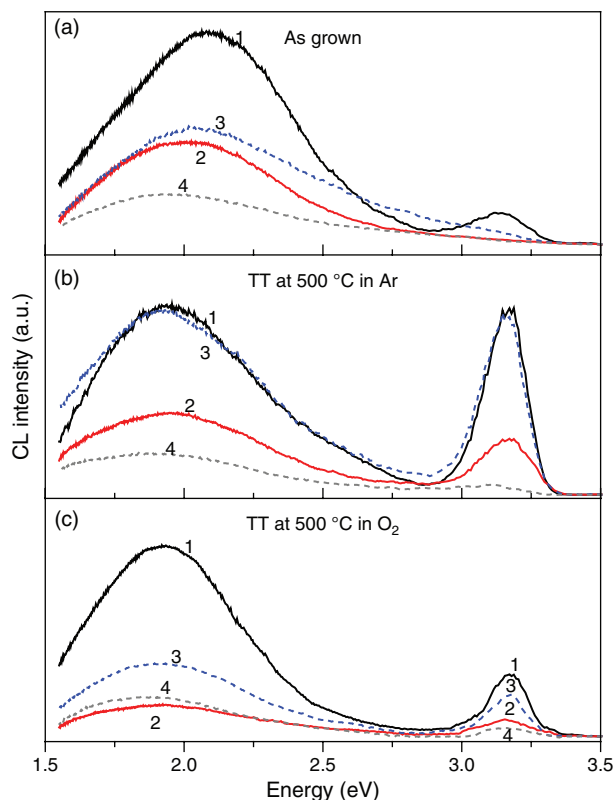 (a)
As grown
1
3
2
4
(b)
TT at 500 °C in Ar
1
3
2
4
(c)
TT at 500 °C in O₂
1
3
4
2
1
3
2
4
1.5 2.0 2.5 3.0 3.5
Energy (eV)
CL intensity (a.u.)